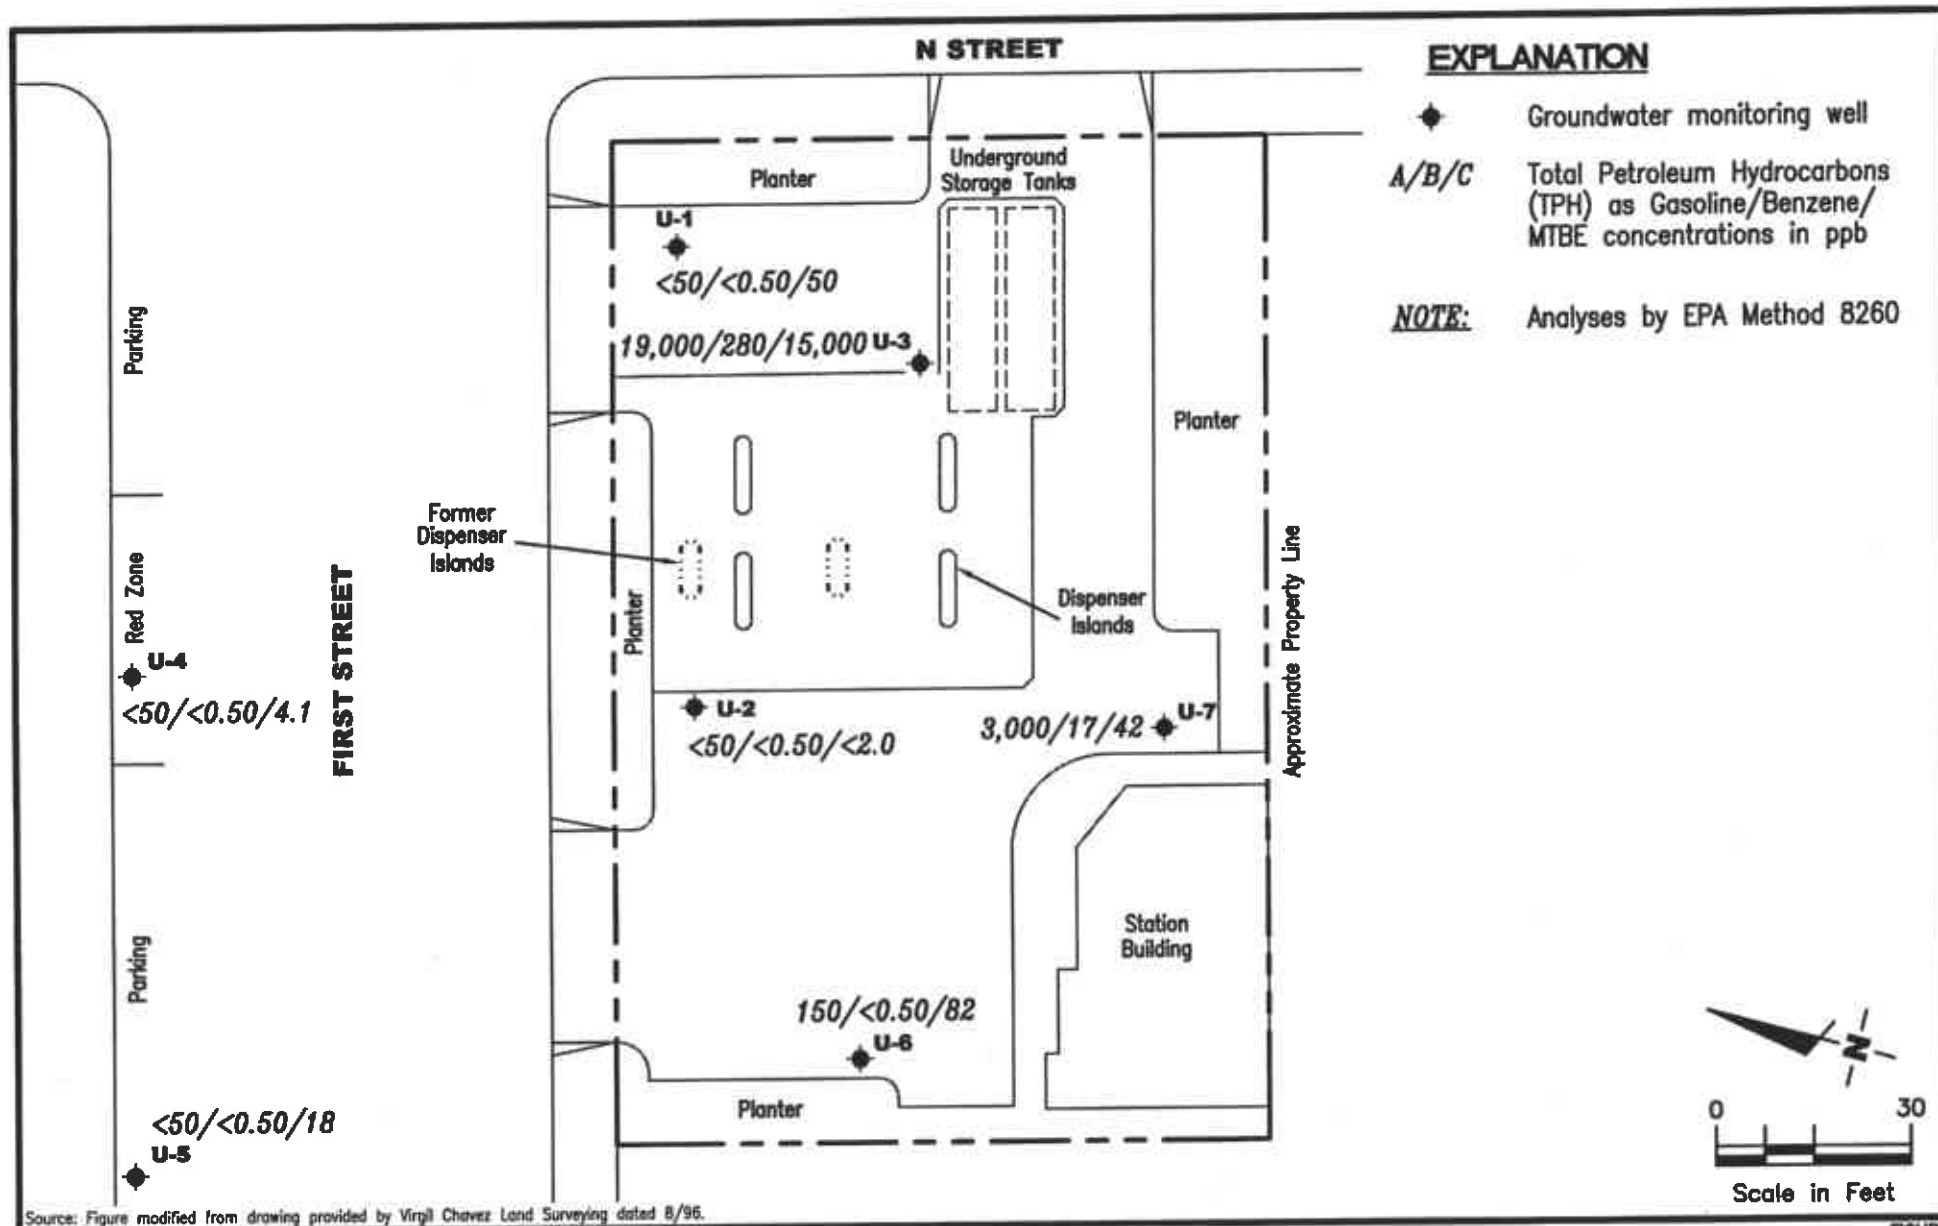 N STREET
EXPLANATION
Groundwater monitoring well
A/B/C Total Petroleum Hydrocarbons
(TPH) as Gasoline/Benzene/
MTBE concentrations in ppb
NOTE: Analyses by EPA Method 8260
Planter
Underground
Storage Tanks
U-1
<50/<0.50/50
19,000/280/15,000 U-3
Parking
Planter
Former
Dispenser
Islands
Red Zone
FIRST STREET
Planter
Dispenser
Islands
Approximate Property Line
U-4
<50/<0.50/4.1
U-2
<50/<0.50/<2.0
3,000/17/42 U-7
Station
Building
Parking
150/<0.50/82
U-6
Planter
<50/<0.50/18
U-5
N
0 30
Scale in Feet
Source: Figure modified from drawing provided by Virgil Chavez Land Surveying dated 8/96.